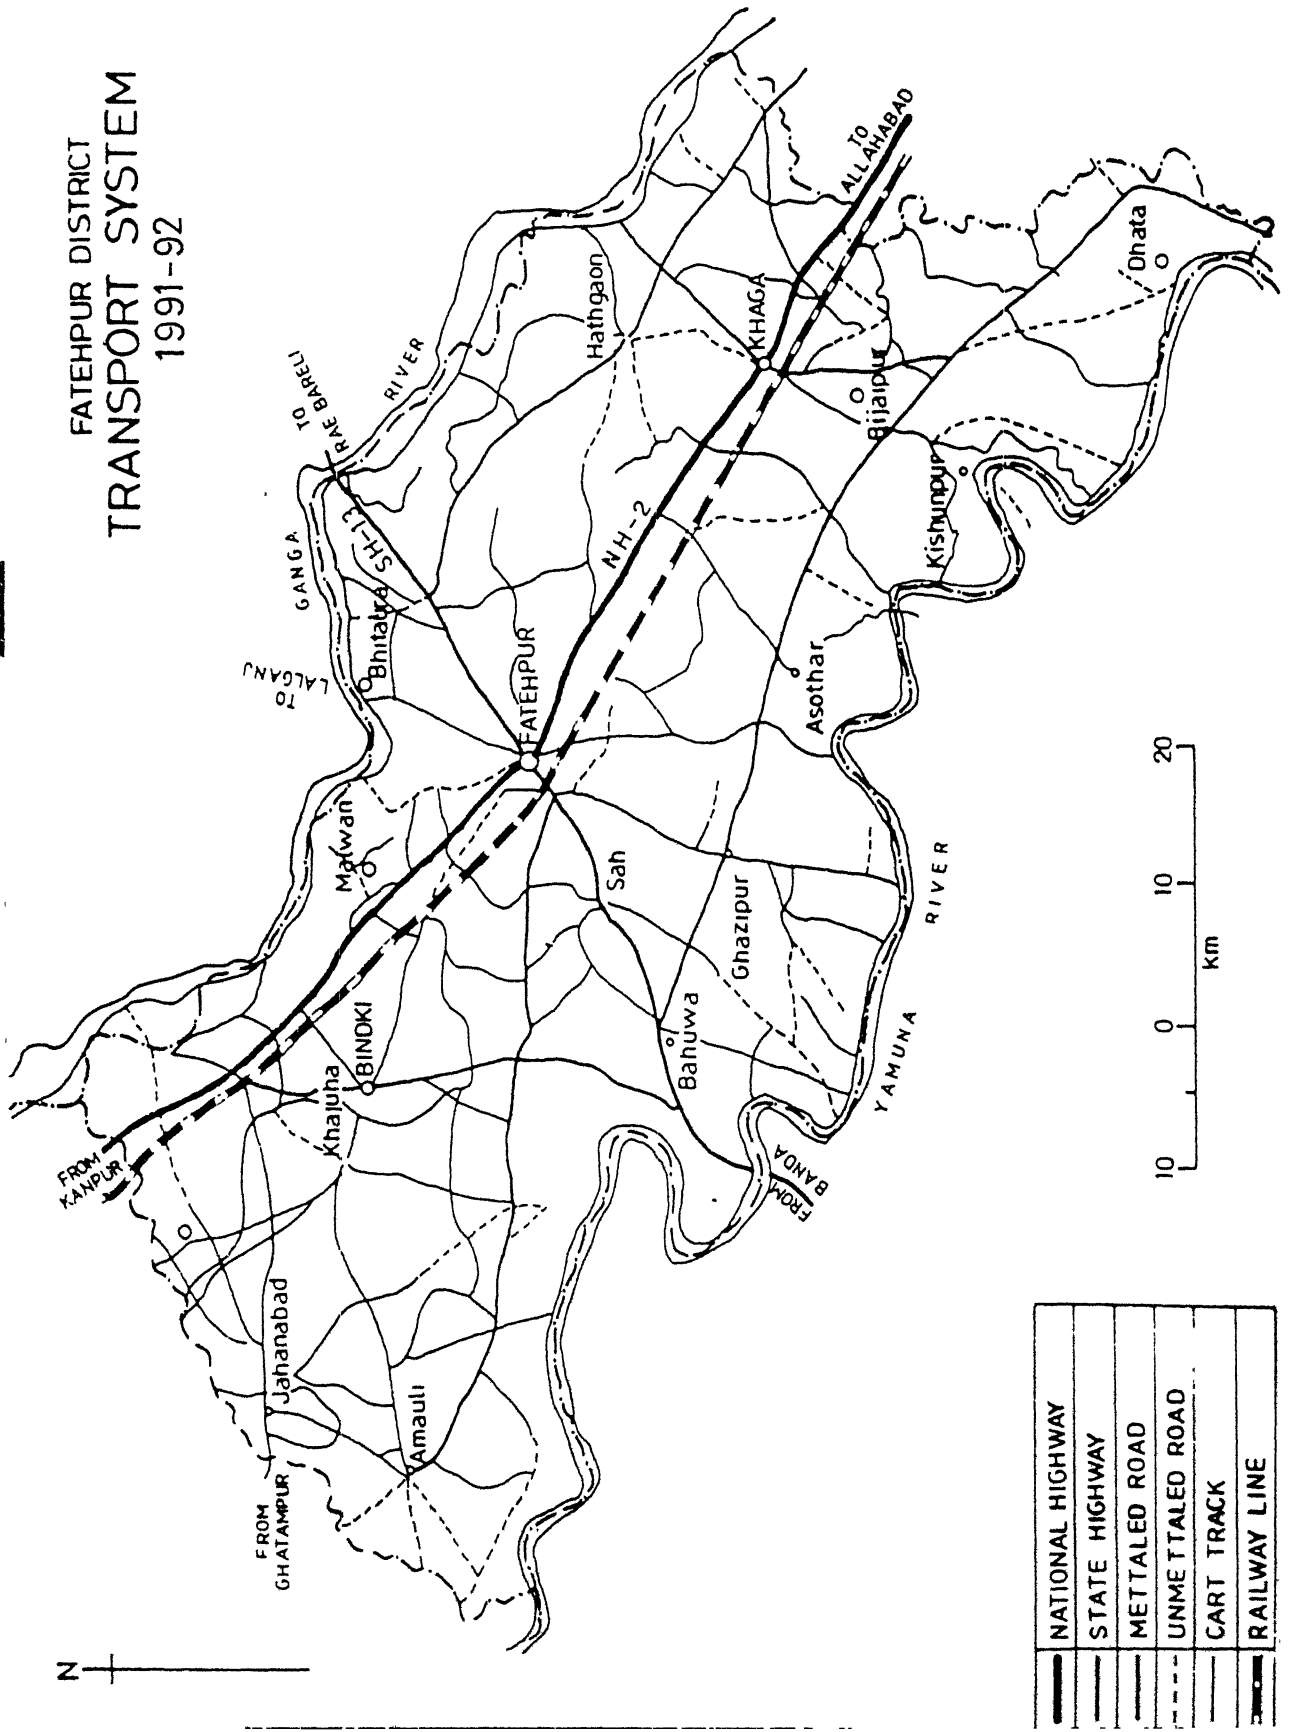 FATEHPUR DISTRICT
TRANSPORT SYSTEM
1991-92
N
FROM
KANPUR
TO
LALGANJ
GANGA
TO
RAE BARELI
RIVER
SH-13
Bhitaura
Malwan
FATEHPUR
NH-2
Hathgaon
KHAGA
TO
ALLAHABAD
Bijaipur
Dhata
Kishunpur
Asothar
Sah
Ghazipur
Bahuwa
BINDKI
Khajuha
Jahanabad
Amauli
FROM
GHATAMPUR
FROM
BANDA
YAMUNA
RIVER
10 0 10 20
Km
NATIONAL HIGHWAY
STATE HIGHWAY
METTALED ROAD
UNMETTALED ROAD
CART TRACK
RAILWAY LINE